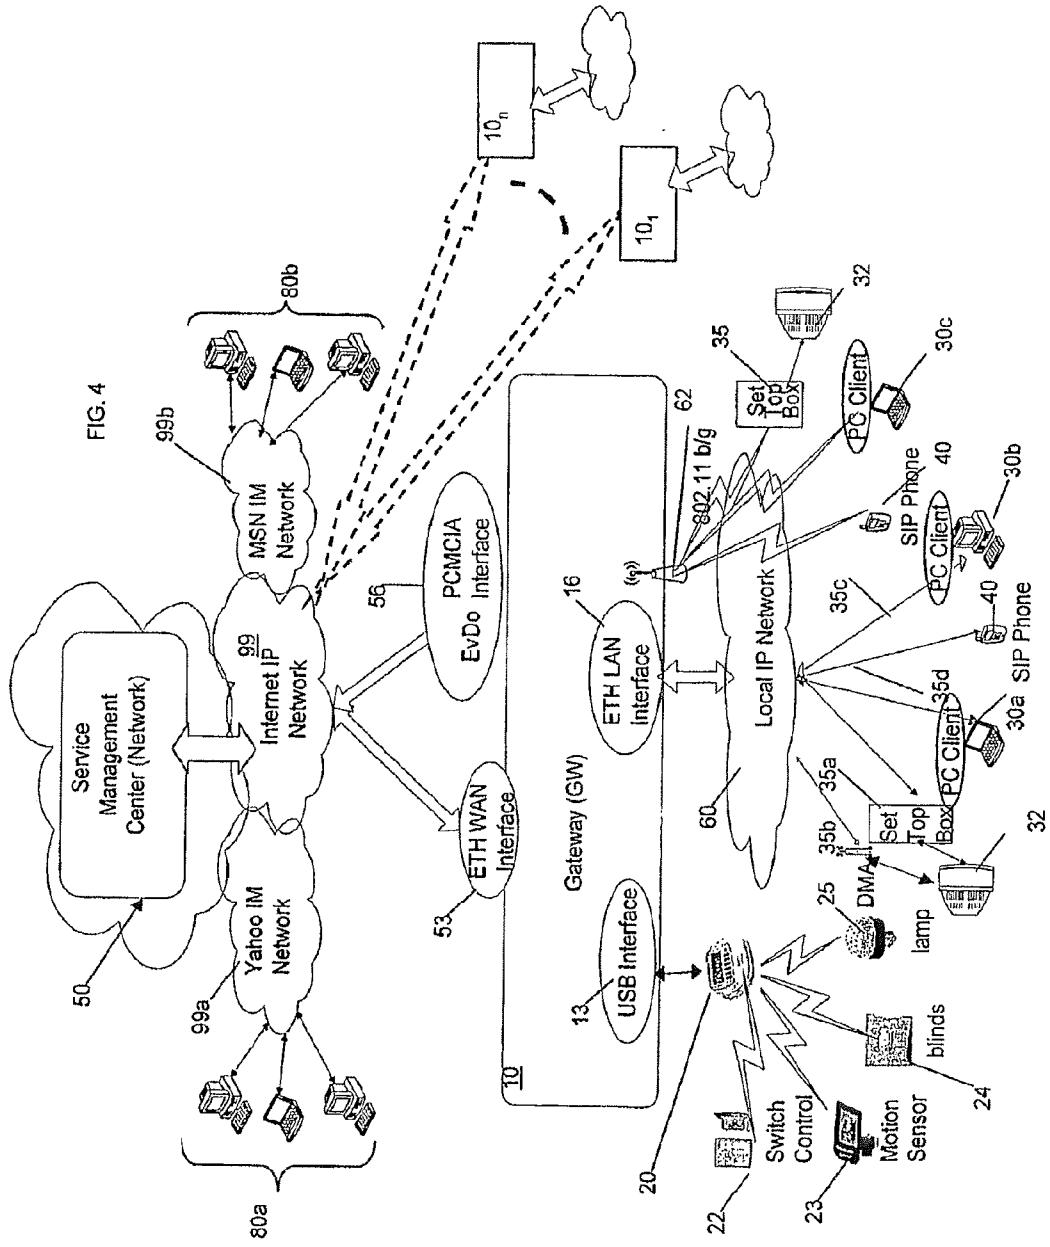 FIG. 4
Service
Management
Center (Network)
50
80a
80b
99a
Yahoo IM
Network
99
Internet IP
Network
99b
MSN IM
Network
53
ETH WAN
Interface
56
PCMCIA
EvDo Interface
10n
101
10
Gateway (GW)
13
USB Interface
16
ETH LAN
Interface
62
802.11 b/g
60
Local IP Network
20
22
Switch
Control
23
Motion
Sensor
24
blinds
25
lamp
DMA
35b
35a
Set
Top
Box
32
PC Client
30a
35d
SIP Phone
40
35c
PC Client
30b
SIP Phone
40
PC Client
30c
35
Set
Top
Box
32